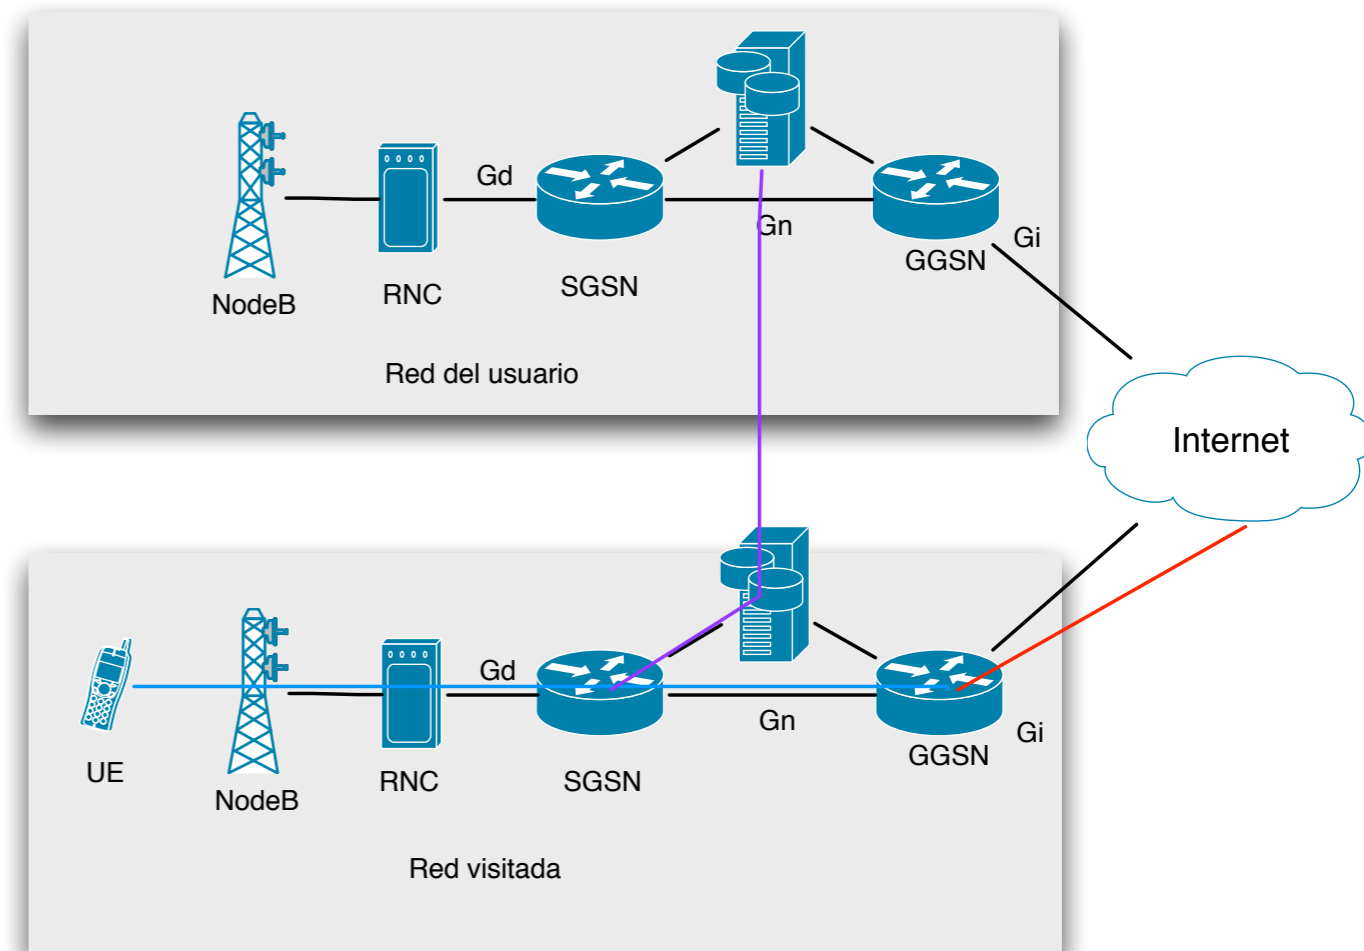 Gd
Gn
Gi
NodeB
RNC
SGSN
GGSN
Red del usuario
Internet
UE
NodeB
RNC
Gd
SGSN
Gn
GGSN
Gi
Red visitada